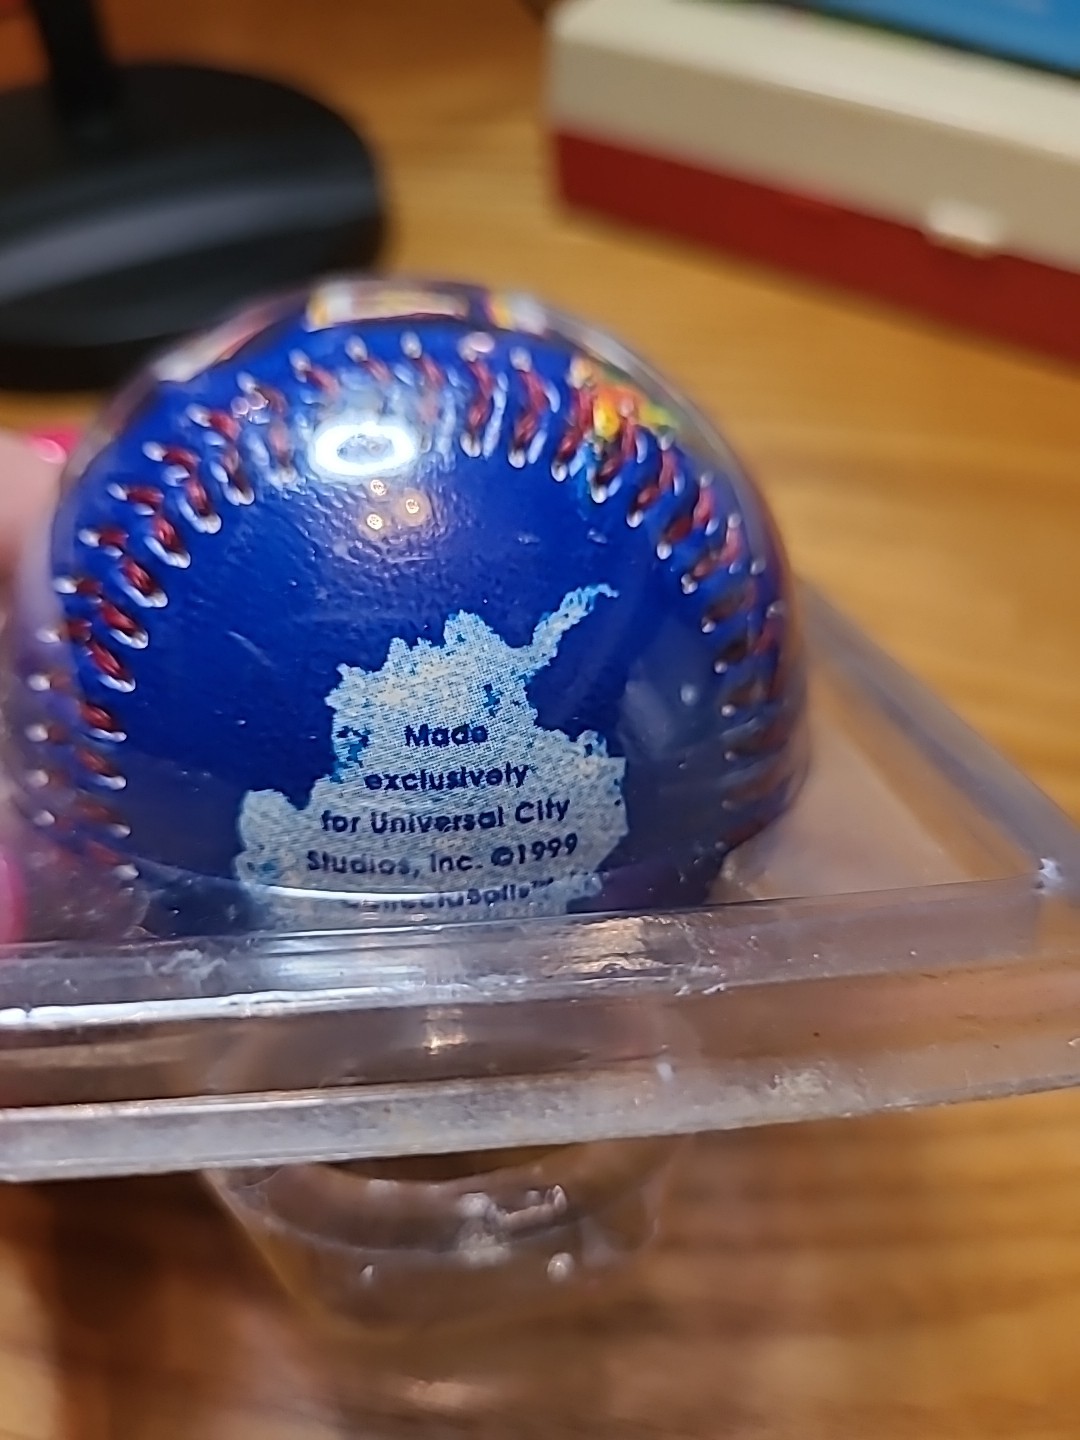 Made
exclusively
for Universal City
Studios, Inc. ©1999